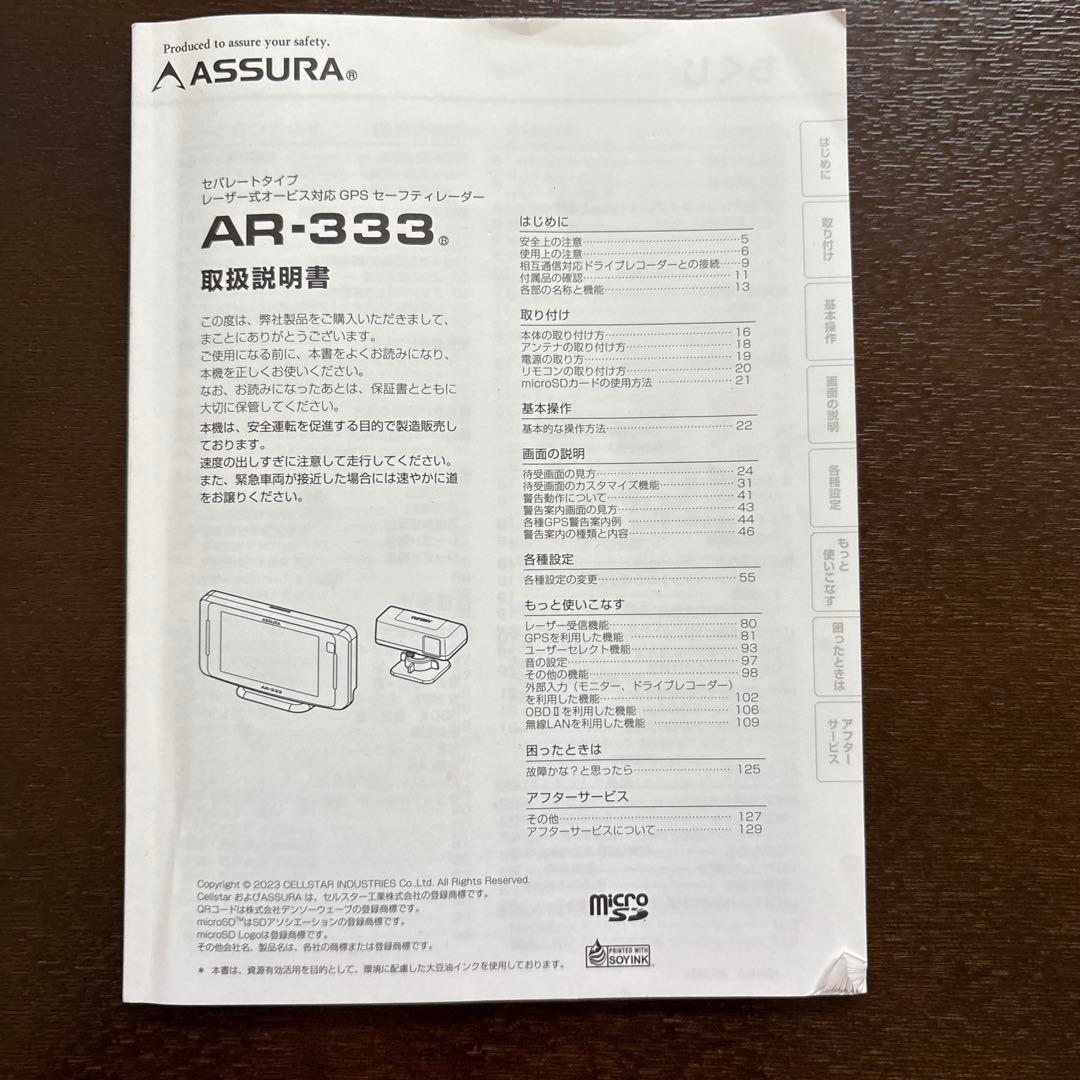 Produced to assure your safety.
ASSURA®
セパレートタイプ
レーザー式オービス対応 GPS セーフティレーダー
AR-333®
取扱説明書
この度は、弊社製品をご購入いただきまして、
まことにありがとうございます。
ご使用になる前に、本書をよくお読みになり、
本機を正しくお使いください。
なお、お読みになったあとは、保証書とともに
大切に保管してください。
本機は、安全運転を促進する目的で製造販売し
ております。
速度の出しすぎに注意して走行してください。
また、緊急車両が接近した場合には速やかに道
をお譲りください。
ASSURA
AR-333
はじめに
安全上の注意…5
使用上の注意…6
相互通信対応ドライブレコーダーとの接続…9
付属品の確認…11
各部の名称と機能…13
取り付け
本体の取り付け方…16
アンテナの取り付け方…18
電源の取り方…19
リモコンの取り付け方…20
microSDカードの使用方法…21
基本操作
基本的な操作方法…22
画面の説明
待受画面の見方…24
待受画面のカスタマイズ機能…31
警告動作について…41
警告案内画面の見方…43
各種GPS警告案内例…44
警告案内の種類と内容…46
各種設定
各種設定の変更…55
もっと使いこなす
レーザー受信機能…80
GPSを利用した機能…81
ユーザーセレクト機能…93
音の設定…97
その他の機能…98
外部入力（モニター、ドライブレコーダー）
を利用した機能…102
OBDⅡを利用した機能…106
無線LANを利用した機能…109
困ったときは
故障かな？と思ったら…125
アフターサービス
その他…127
アフターサービスについて…129
はじめに
取り付け
基本操作
画面の説明
各種設定
もっと
使いこなす
困ったときは
アフター
サービス
Copyright © 2023 CELLSTAR INDUSTRIES Co.,Ltd. All Rights Reserved.
Cellstar およびASSURA は、セルスター工業株式会社の登録商標です。
QRコードは株式会社デンソーウェーブの登録商標です。
microSD™はSDアソシエーションの登録商標です。
microSD Logoは登録商標です。
その他会社名、製品名は、各社の商標または登録商標です。
＊ 本書は、資源有効活用を目的として、環境に配慮した大豆油インクを使用しております。
micro
SD
PRINTED WITH
SOY INK